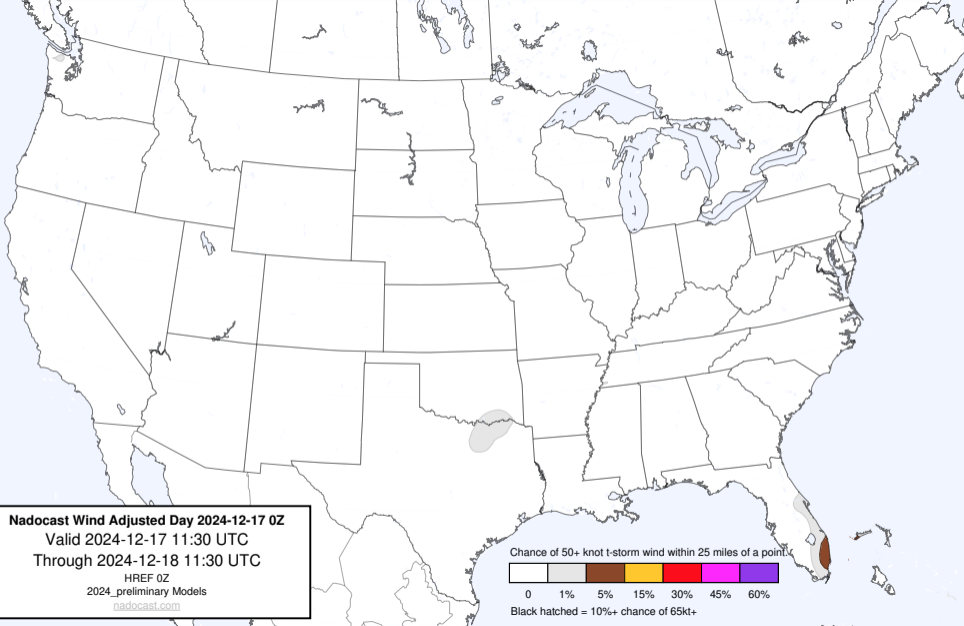 Nadocast Wind Adjusted Day 2024-12-17 0Z
Valid 2024-12-17 11:30 UTC
Through 2024-12-18 11:30 UTC
HREF 0Z
2024_preliminary Models
nadocast.com
Chance of 50+ knot t-storm wind within 25 miles of a point.
0 1% 5% 15% 30% 45% 60%
Black hatched = 10%+ chance of 65kt+